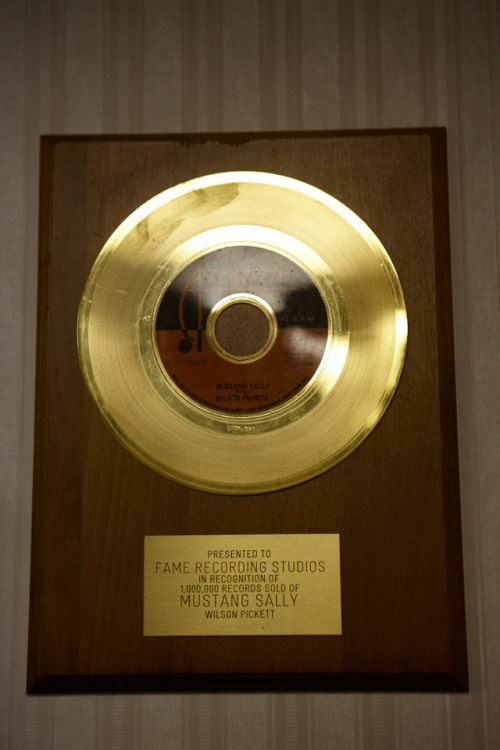 45 R.P.M
MUSTANG SALLY
WILSON PICKETT
PRESENTED TO
FAME RECORDING STUDIOS
IN RECOGNITION OF
1,000,000 RECORDS SOLD OF
MUSTANG SALLY
WILSON PICKETT